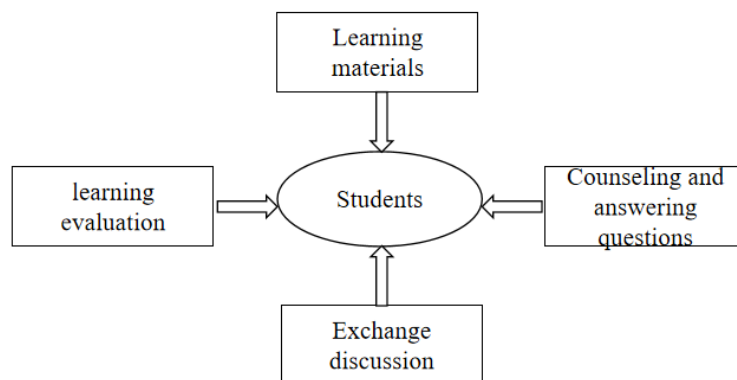 Learning
materials
learning
evaluation
Students
Counseling and
answering
questions
Exchange
discussion